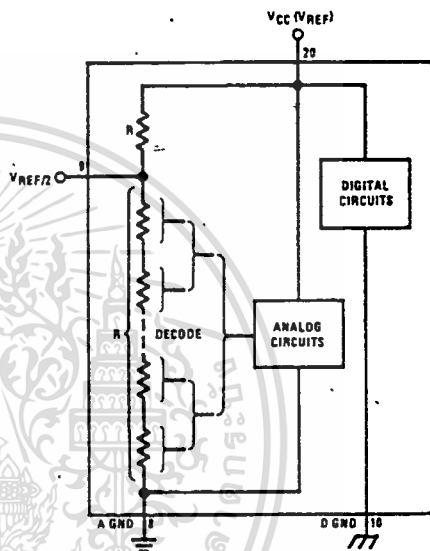 VCC (VREF)
20
R
9
VREF/2
DIGITAL
CIRCUITS
R
DECODE
ANALOG
CIRCUITS
A GND 8
D GND 10